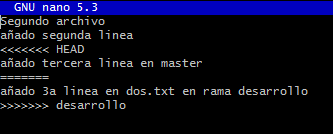 GNU nano 5.3
Segundo archivo
añado segunda linea
<<<<<<< HEAD
añado tercera linea en master
=======
añado 3a linea en dos.txt en rama desarrollo
>>>>>>> desarrollo